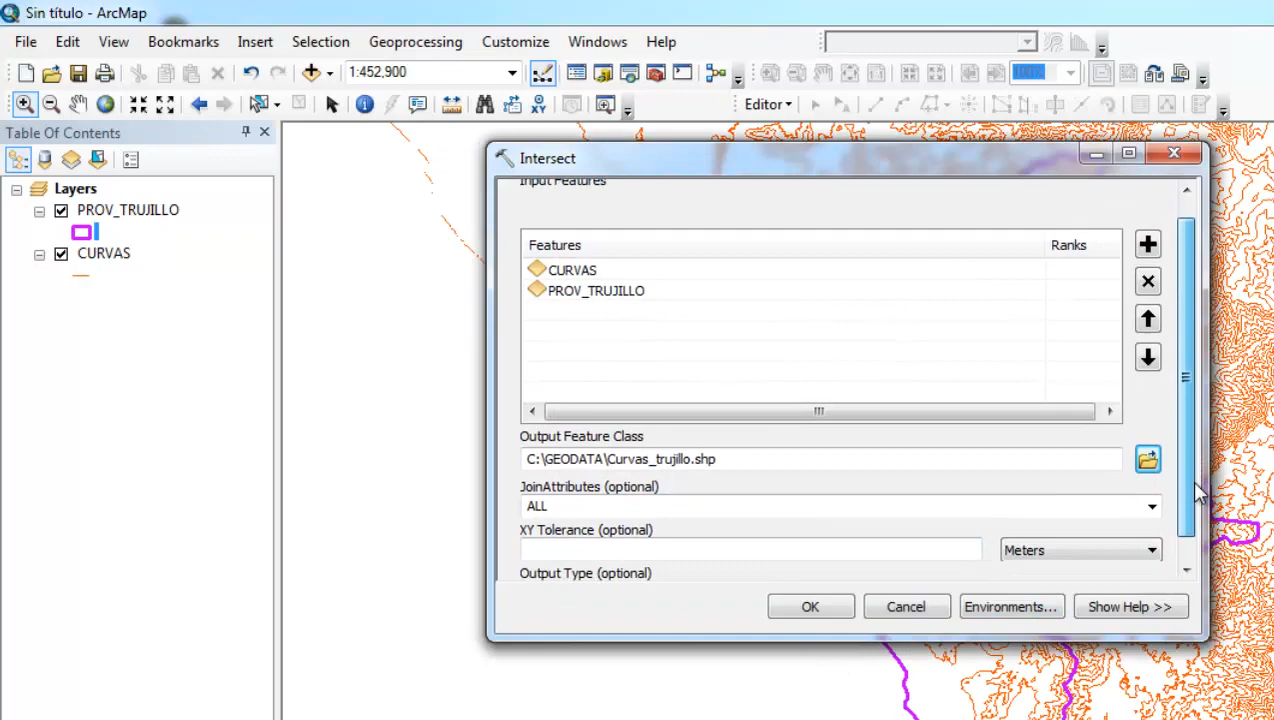 Sin título - ArcMap
File Edit View Bookmarks Insert Selection Geoprocessing Customize Windows Help
1:452,900
Editor
Table Of Contents
Layers
PROV_TRUJILLO
CURVAS
Intersect
Input Features
Features Ranks
CURVAS
PROV_TRUJILLO
Output Feature Class
C:\GEODATA\Curvas_trujillo.shp
JoinAttributes (optional)
ALL
XY Tolerance (optional)
Meters
Output Type (optional)
OK Cancel Environments... Show Help >>